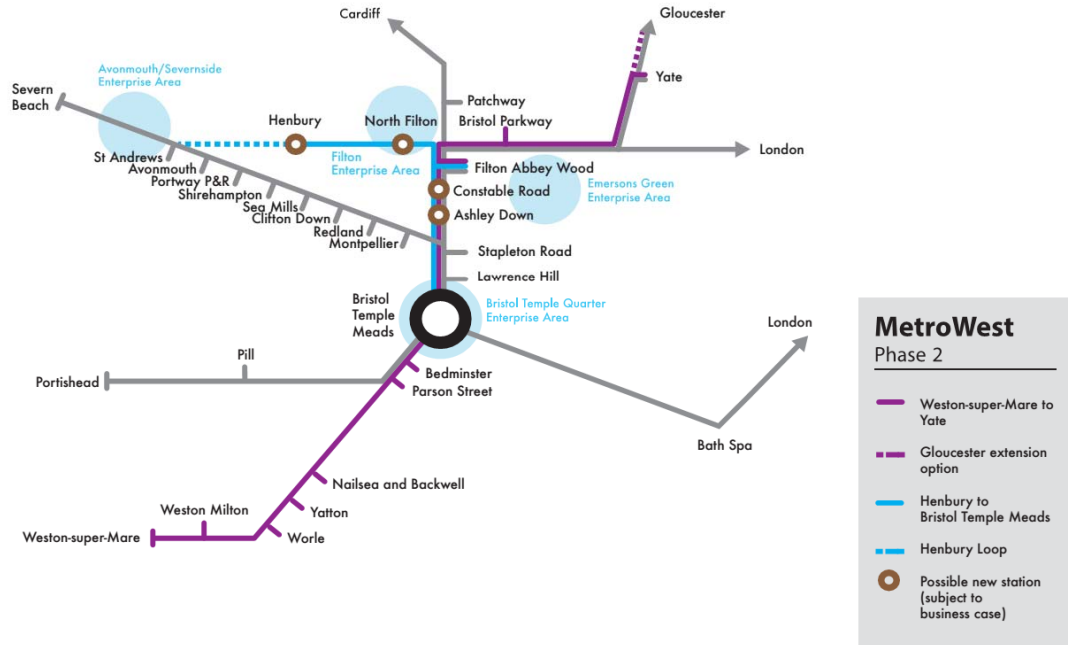 Cardiff
Gloucester
Avonmouth/Severnside
Enterprise Area
Severn
Beach
Yate
Patchway
Henbury
North Filton
Bristol Parkway
London
St Andrews
Avonmouth
Portway P&R
Shirehampton
Sea Mills
Clifton Down
Redland
Montpellier
Filton
Enterprise Area
Filton Abbey Wood
Constable Road
Ashley Down
Emersons Green
Enterprise Area
Stapleton Road
Lawrence Hill
Bristol
Temple
Meads
Bristol Temple Quarter
Enterprise Area
London
Pill
Portishead
Bedminster
Parson Street
Bath Spa
Nailsea and Backwell
Weston Milton
Yatton
Weston-super-Mare
Worle
MetroWest
Phase 2
Weston-super-Mare to
Yate
Gloucester extension
option
Henbury to
Bristol Temple Meads
Henbury Loop
Possible new station
(subject to
business case)